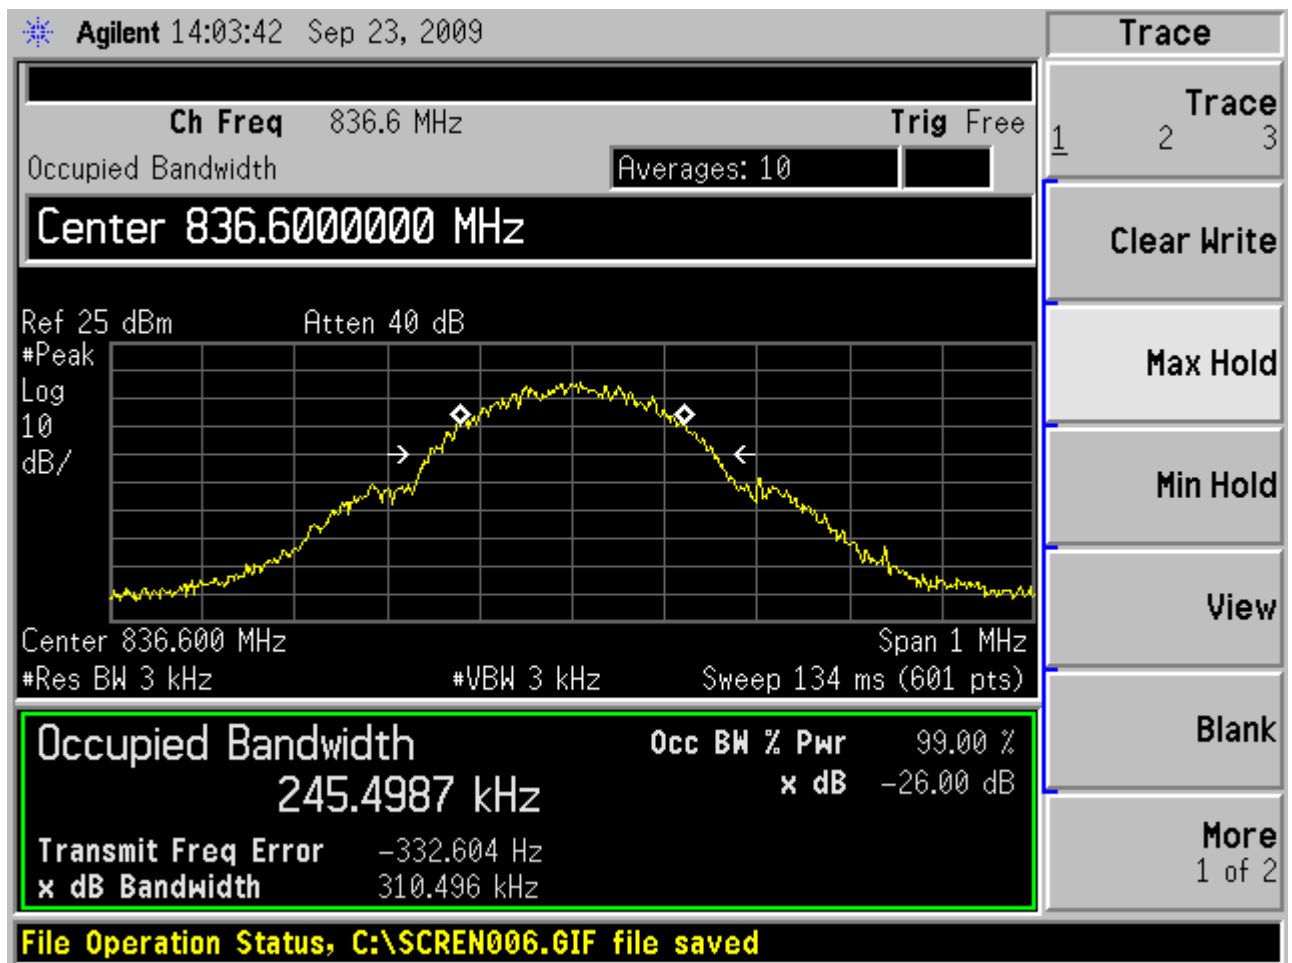 Agilent 14:03:42 Sep 23, 2009
Trace
Ch Freq 836.6 MHz
Trig Free
Occupied Bandwidth
Averages: 10
Center 836.6000000 MHz
Ref 25 dBm
Atten 40 dB
#Peak
Log
10
dB/
Center 836.600 MHz
Span 1 MHz
#Res BW 3 kHz
#VBW 3 kHz
Sweep 134 ms (601 pts)
Occupied Bandwidth
245.4987 kHz
Occ BW % Pwr 99.00 %
x dB -26.00 dB
Transmit Freq Error -332.604 Hz
x dB Bandwidth 310.496 kHz
File Operation Status, C:\SCREN006.GIF file saved
Trace
1 2 3
Clear Write
Max Hold
Min Hold
View
Blank
More
1 of 2